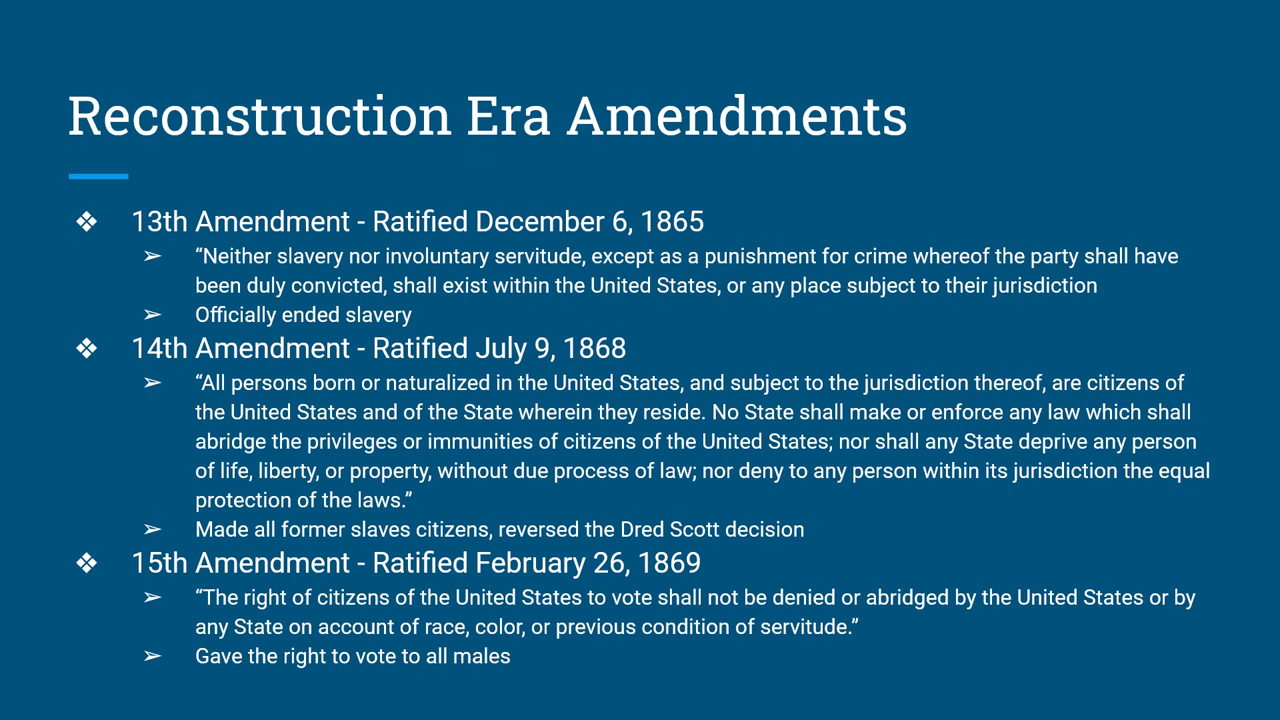 Reconstruction Era Amendments
❖ 13th Amendment - Ratified December 6, 1865
➢ “Neither slavery nor involuntary servitude, except as a punishment for crime whereof the party shall have
been duly convicted, shall exist within the United States, or any place subject to their jurisdiction
➢ Officially ended slavery
❖ 14th Amendment - Ratified July 9, 1868
➢ “All persons born or naturalized in the United States, and subject to the jurisdiction thereof, are citizens of
the United States and of the State wherein they reside. No State shall make or enforce any law which shall
abridge the privileges or immunities of citizens of the United States; nor shall any State deprive any person
of life, liberty, or property, without due process of law; nor deny to any person within its jurisdiction the equal
protection of the laws.”
➢ Made all former slaves citizens, reversed the Dred Scott decision
❖ 15th Amendment - Ratified February 26, 1869
➢ “The right of citizens of the United States to vote shall not be denied or abridged by the United States or by
any State on account of race, color, or previous condition of servitude.”
➢ Gave the right to vote to all males